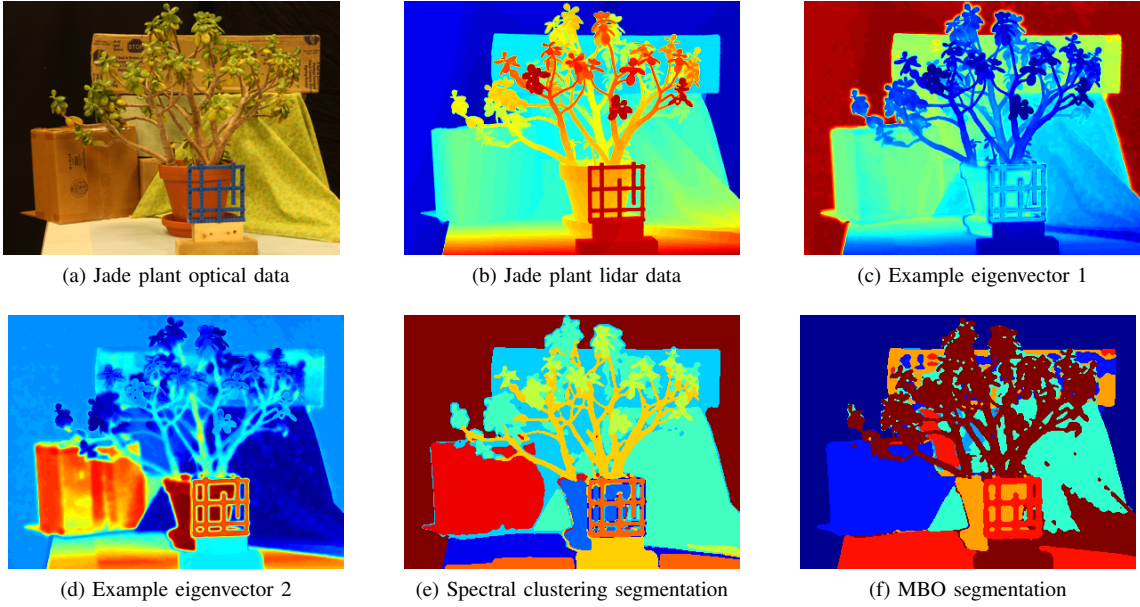 STOP
(a) Jade plant optical data
(b) Jade plant lidar data
(c) Example eigenvector 1
(d) Example eigenvector 2
(e) Spectral clustering segmentation
(f) MBO segmentation